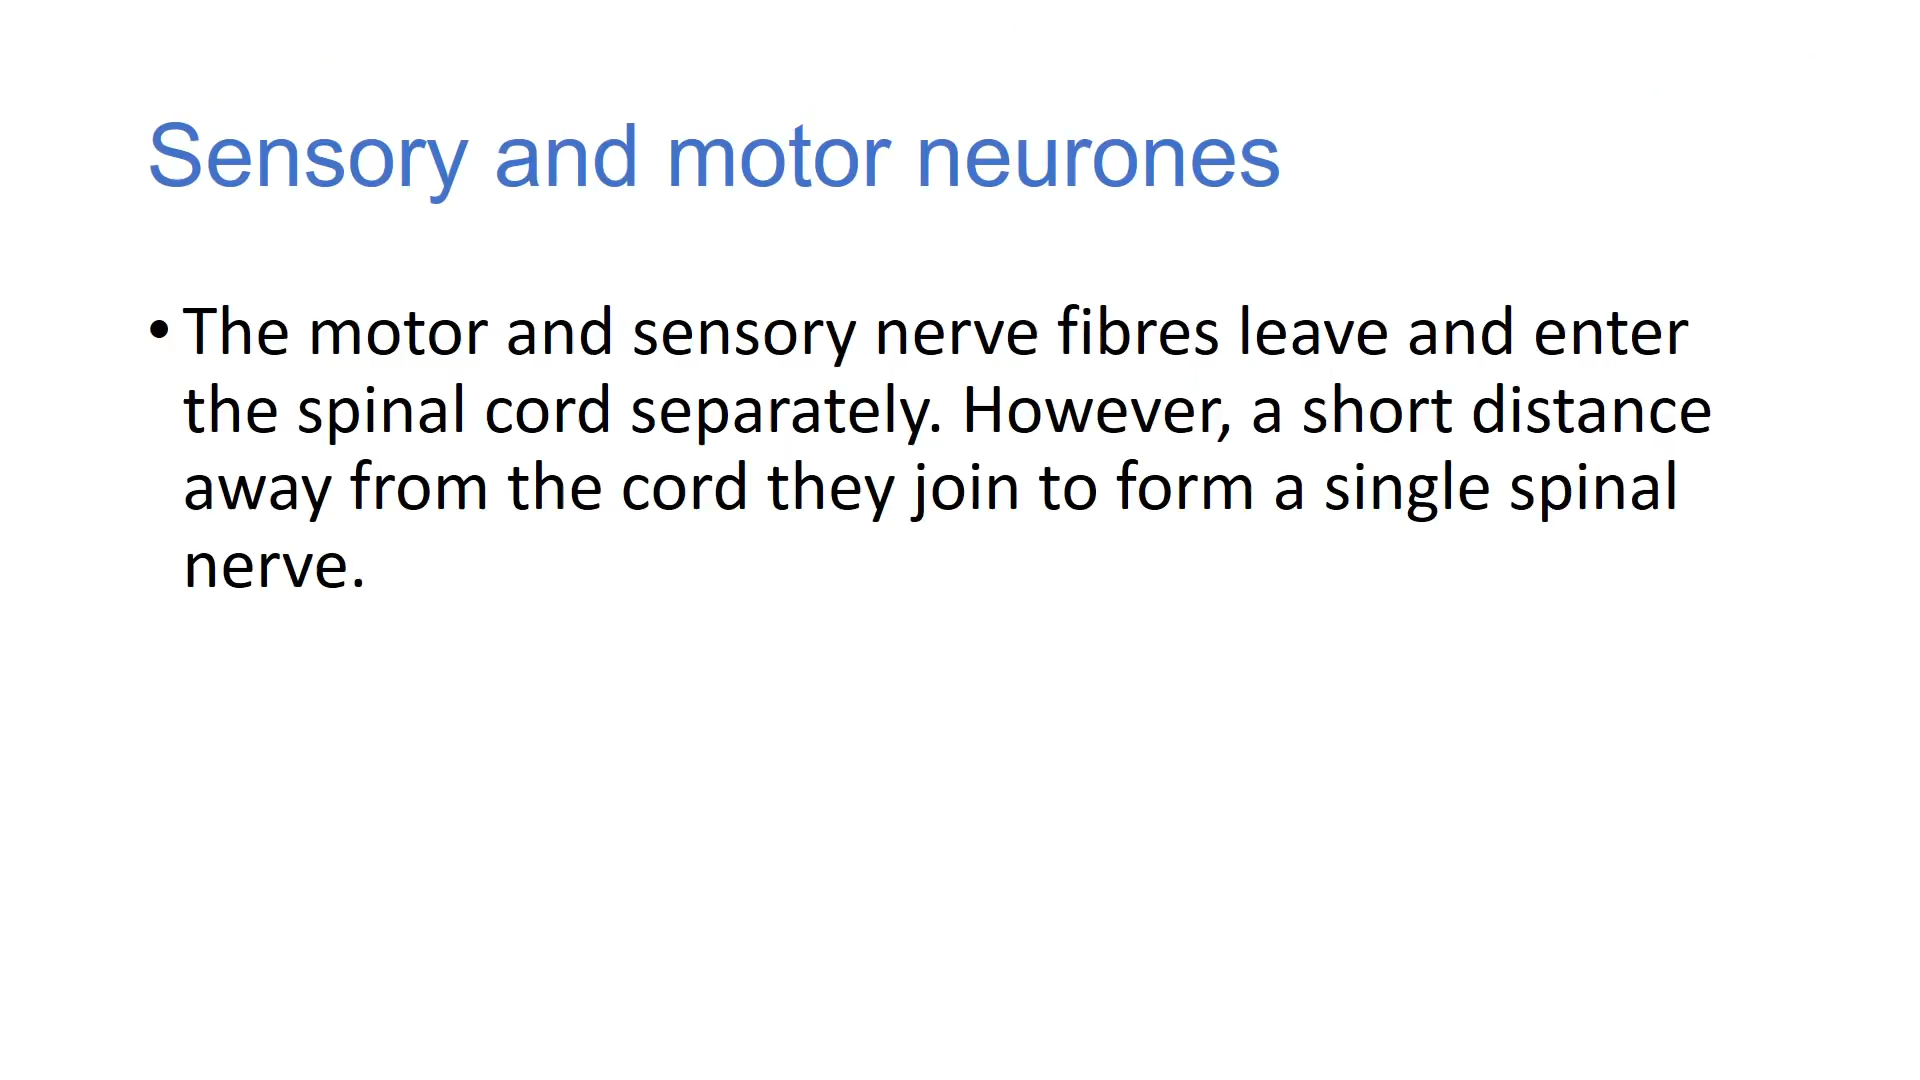 Sensory and motor neurones
• The motor and sensory nerve fibres leave and enter
the spinal cord separately. However, a short distance
away from the cord they join to form a single spinal
nerve.